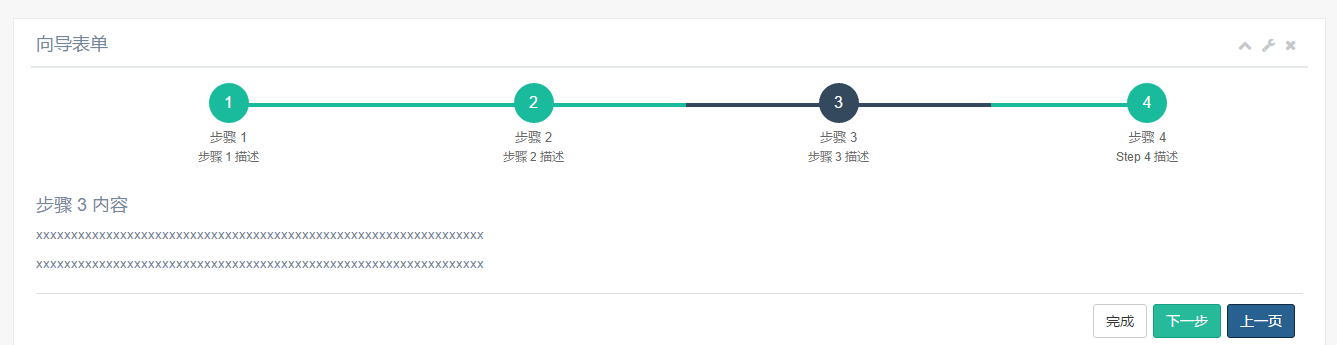 向导表单
1 2 3 4
步骤 1 步骤 2 步骤 3 步骤 4
步骤 1 描述 步骤 2 描述 步骤 3 描述 Step 4 描述
步骤 3 内容
xxxxxxxxxxxxxxxxxxxxxxxxxxxxxxxxxxxxxxxxxxxxxxxxxxxxxxxxxxxxxxxx
xxxxxxxxxxxxxxxxxxxxxxxxxxxxxxxxxxxxxxxxxxxxxxxxxxxxxxxxxxxxxxxx
完成 下一步 上一页